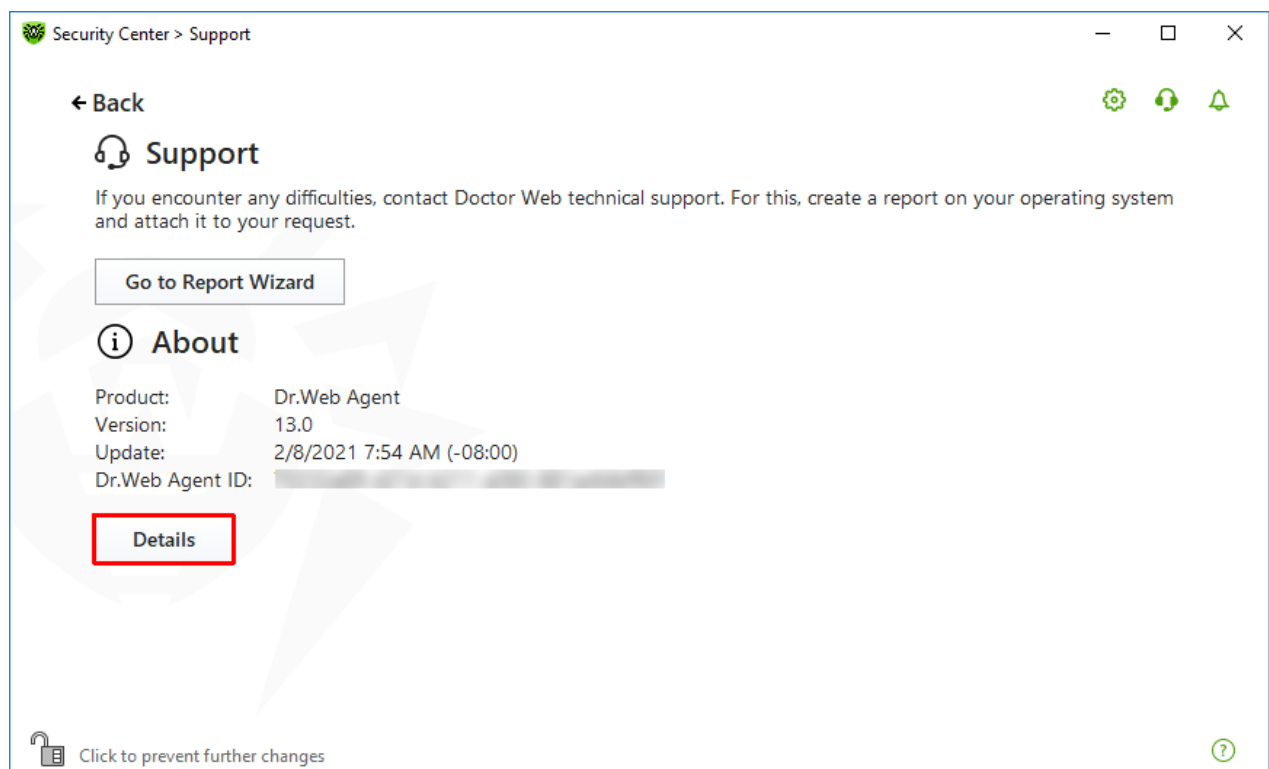 Security Center > Support
Back
Support
If you encounter any difficulties, contact Doctor Web technical support. For this, create a report on your operating system
and attach it to your request.
Go to Report Wizard
About
Product: Dr.Web Agent
Version: 13.0
Update: 2/8/2021 7:54 AM (-08:00)
Dr.Web Agent ID:
Details
Click to prevent further changes